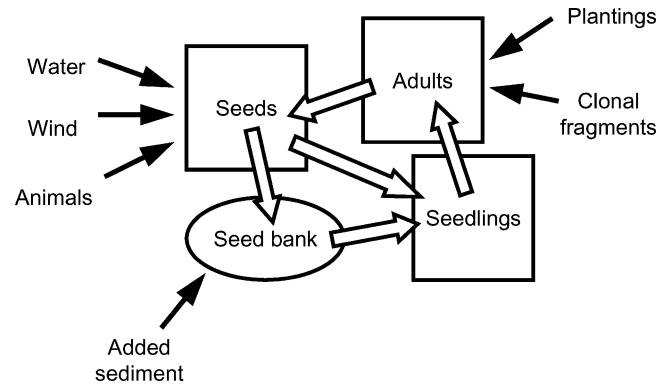 Plantings
Water
Seeds
Adults
Wind
Clonal
fragments
Animals
Seedlings
Seed bank
Added
sediment